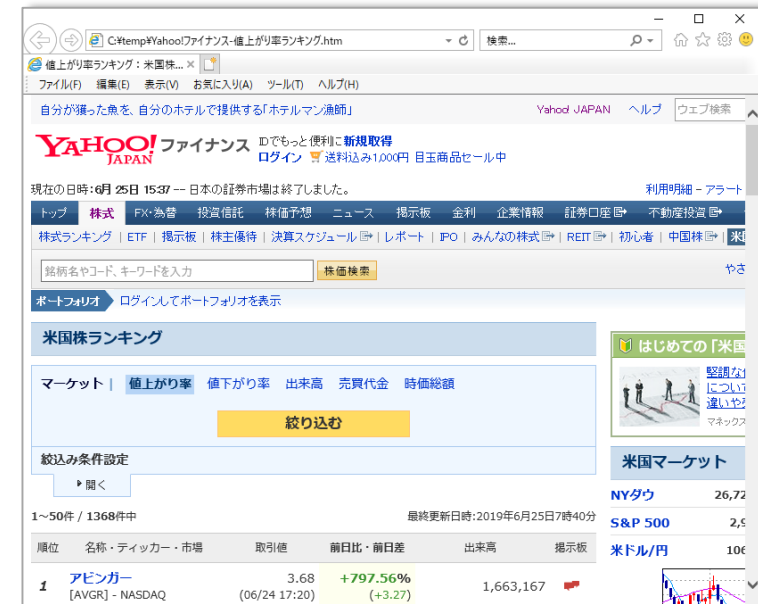 C:¥temp¥Yahoo!ファイナンス-値上がり率ランキング.htm 検索...
値上がり率ランキング：米国株... ×
ファイル(F) 編集(E) 表示(V) お気に入り(A) ツール(T) ヘルプ(H)
自分が獲った魚を、自分のホテルで提供する「ホテルマン漁師」 Yahoo! JAPAN ヘルプ ウェブ検索
YAHOO! JAPAN ファイナンス IDでもっと便利に新規取得
ログイン 送料込み1,000円 目玉商品セール中
現在の日時:6月 25日 15:37 -- 日本の証券市場は終了しました。 利用明細 - アラート
トップ 株式 FX・為替 投資信託 株価予想 ニュース 掲示板 金利 企業情報 証券口座 不動産投資
株式ランキング | ETF | 掲示板 | 株主優待 | 決算スケジュール | レポート | IPO | みんなの株式 | REIT | 初心者 | 中国株 | 米
銘柄名やコード、キーワードを入力 株価検索 やさ
ポートフォリオ ログインしてポートフォリオを表示
米国株ランキング
はじめての「米国
マーケット | 値上がり率 値下がり率 出来高 売買代金 時価総額
堅調な
につい
違いや
マネックス
絞り込む
絞込み条件設定
開く
米国マーケット
NYダウ 26,72
1～50件 / 1368件中 最終更新日時:2019年6月25日7時40分
S&P 500 2,9
順位 名称・ティッカー・市場 取引値 前日比・前日差 出来高 掲示板
米ドル/円 106
1 アビンガー 3.68 +797.56% 1,663,167
[AVGR] - NASDAQ (06/24 17:20) (+3.27)